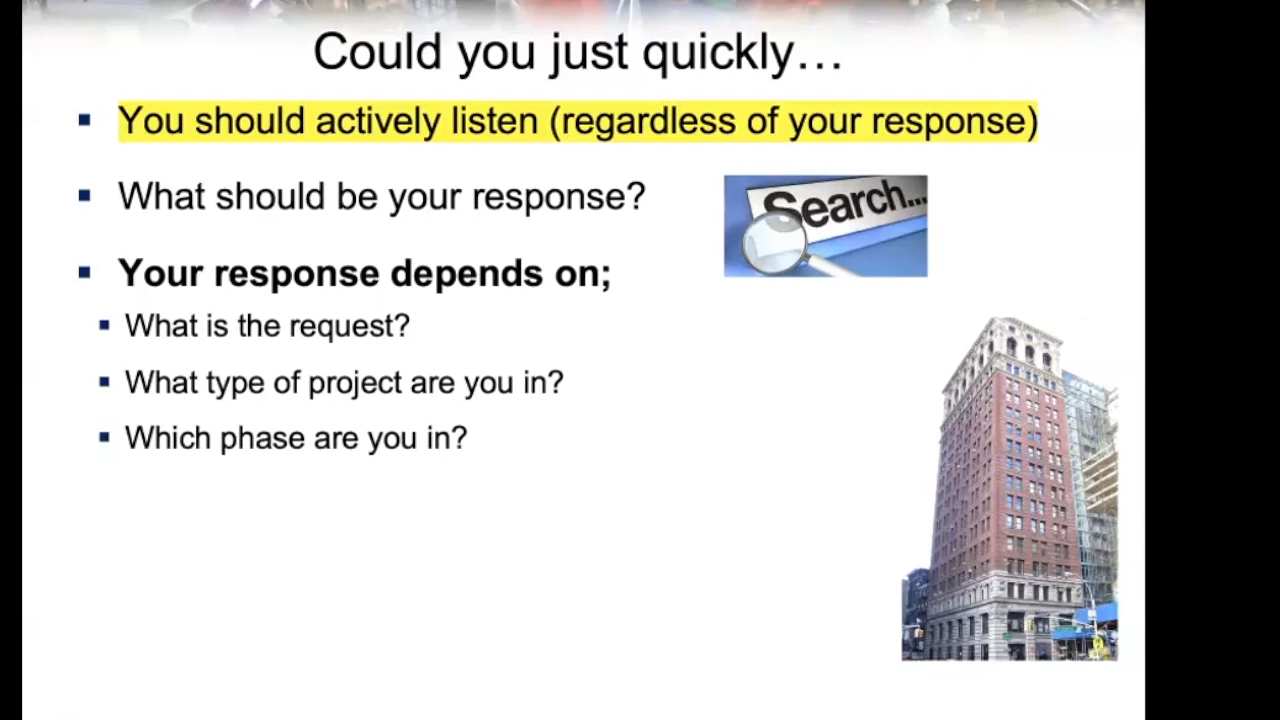 Could you just quickly…
You should actively listen (regardless of your response)
What should be your response?
Search...
Your response depends on;
What is the request?
What type of project are you in?
Which phase are you in?